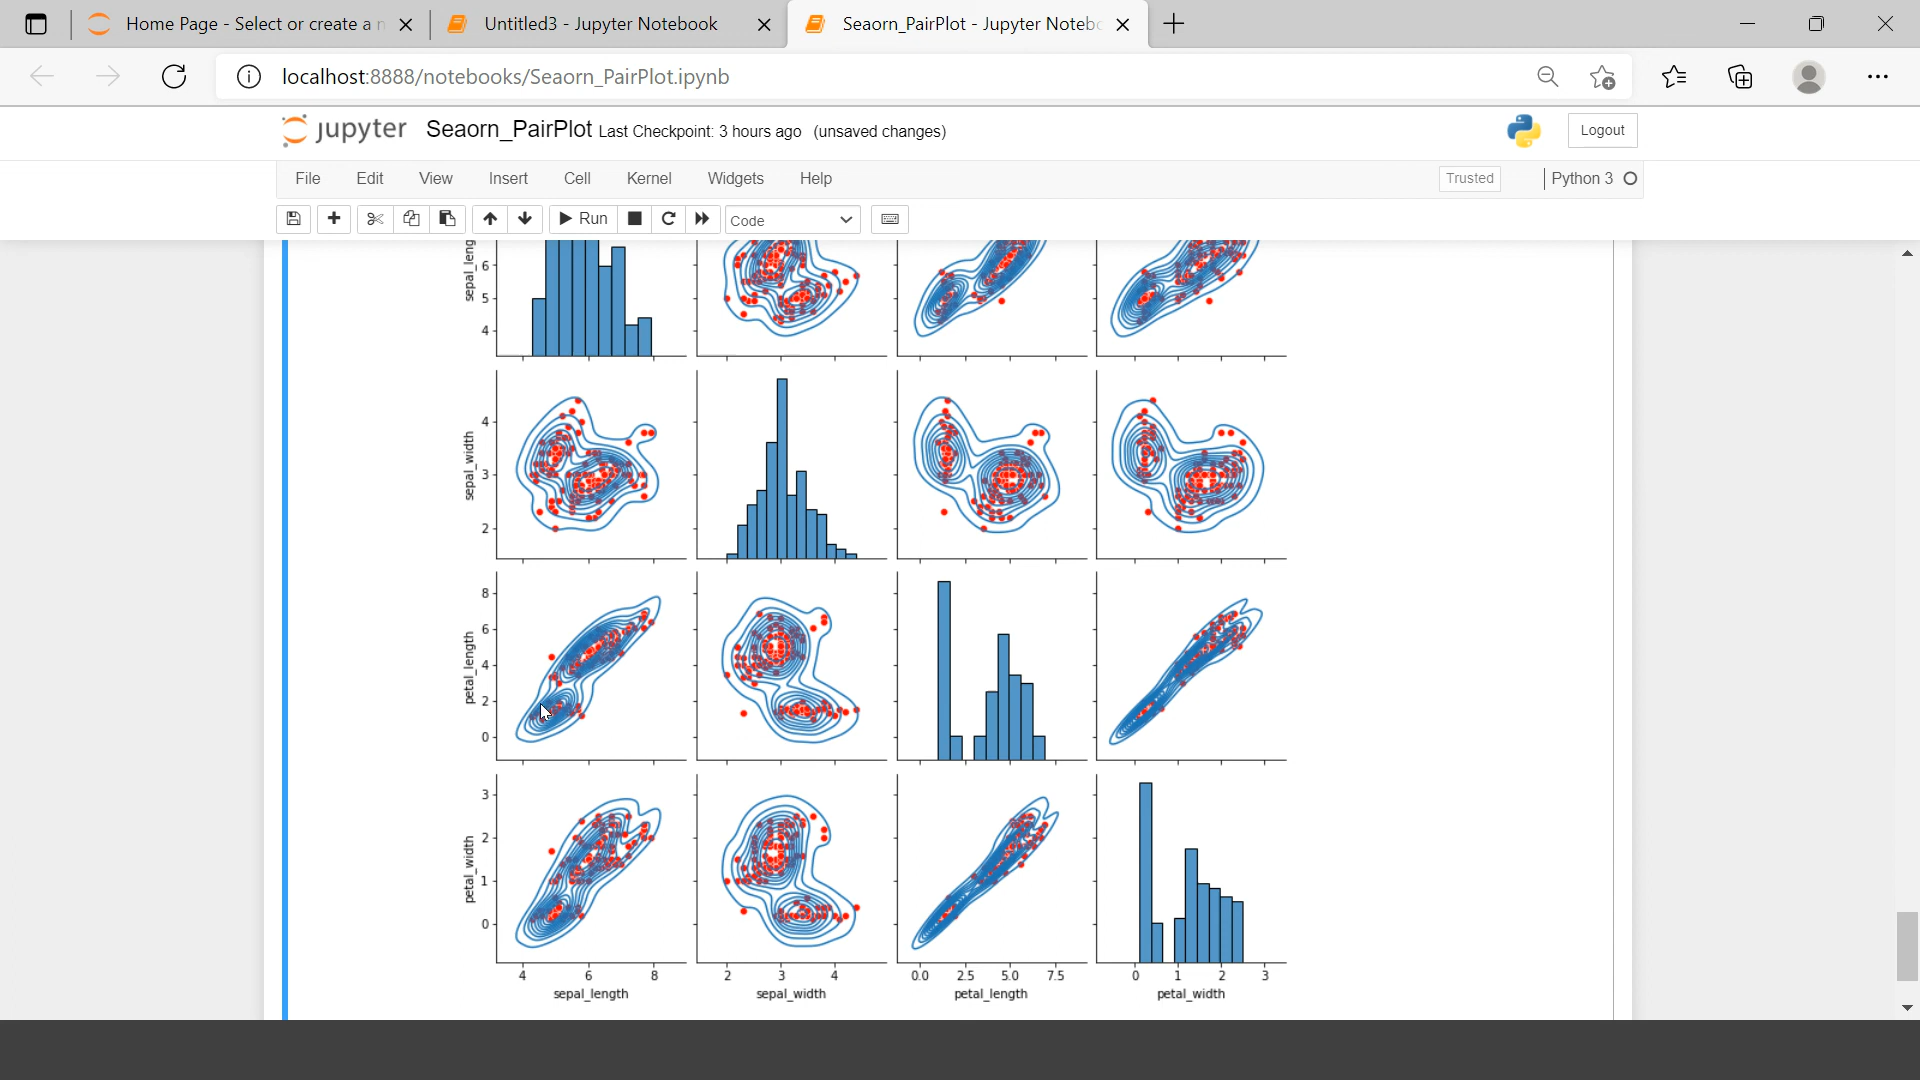 Home Page - Select or create a n
Untitled3 - Jupyter Notebook
Seaorn_PairPlot - Jupyter Notebo
localhost:8888/notebooks/Seaorn_PairPlot.ipynb
jupyter Seaorn_PairPlot Last Checkpoint: 3 hours ago (unsaved changes)
Logout
File Edit View Insert Cell Kernel Widgets Help
Trusted
Python 3
Run
Code
sepal_leng
6
5
4
sepal_width
4
3
2
petal_length
8
6
4
2
0
petal_width
3
2
1
0
4 6 8 2 3 4 0.0 2.5 5.0 7.5 0 1 2 3
sepal_length sepal_width petal_length petal_width